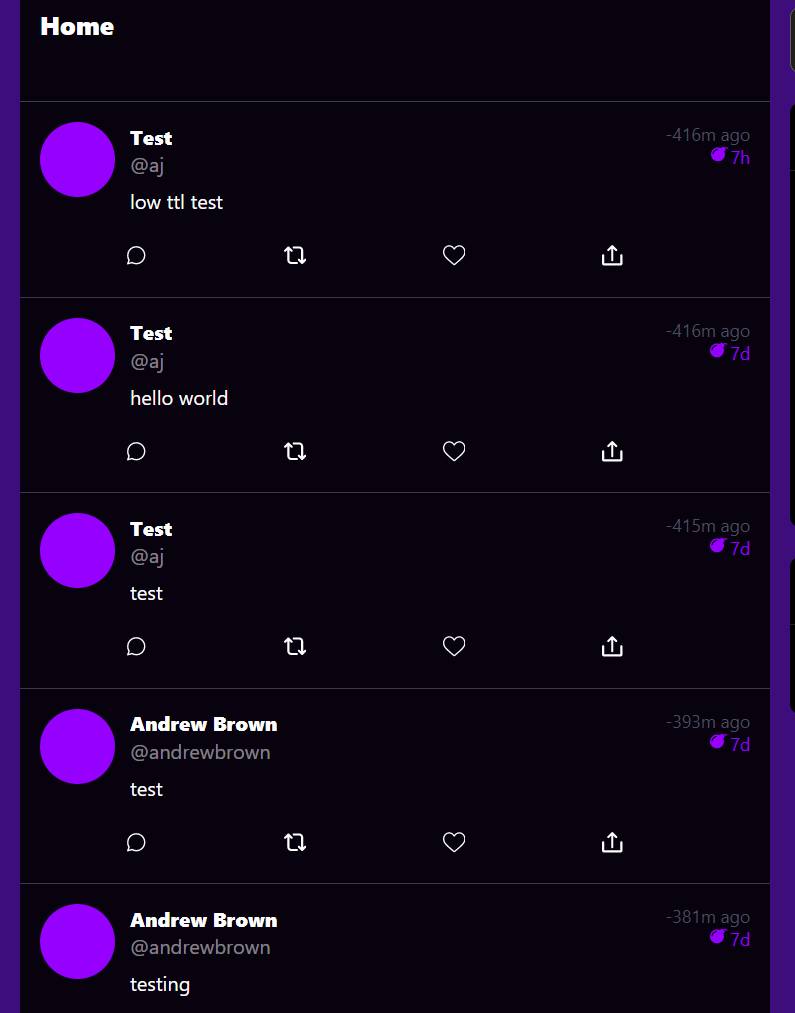 Home
Test
-416m ago
@aj
7h
low ttl test
Test
-416m ago
@aj
7d
hello world
Test
-415m ago
@aj
7d
test
Andrew Brown
-393m ago
@andrewbrown
7d
test
Andrew Brown
-381m ago
@andrewbrown
7d
testing